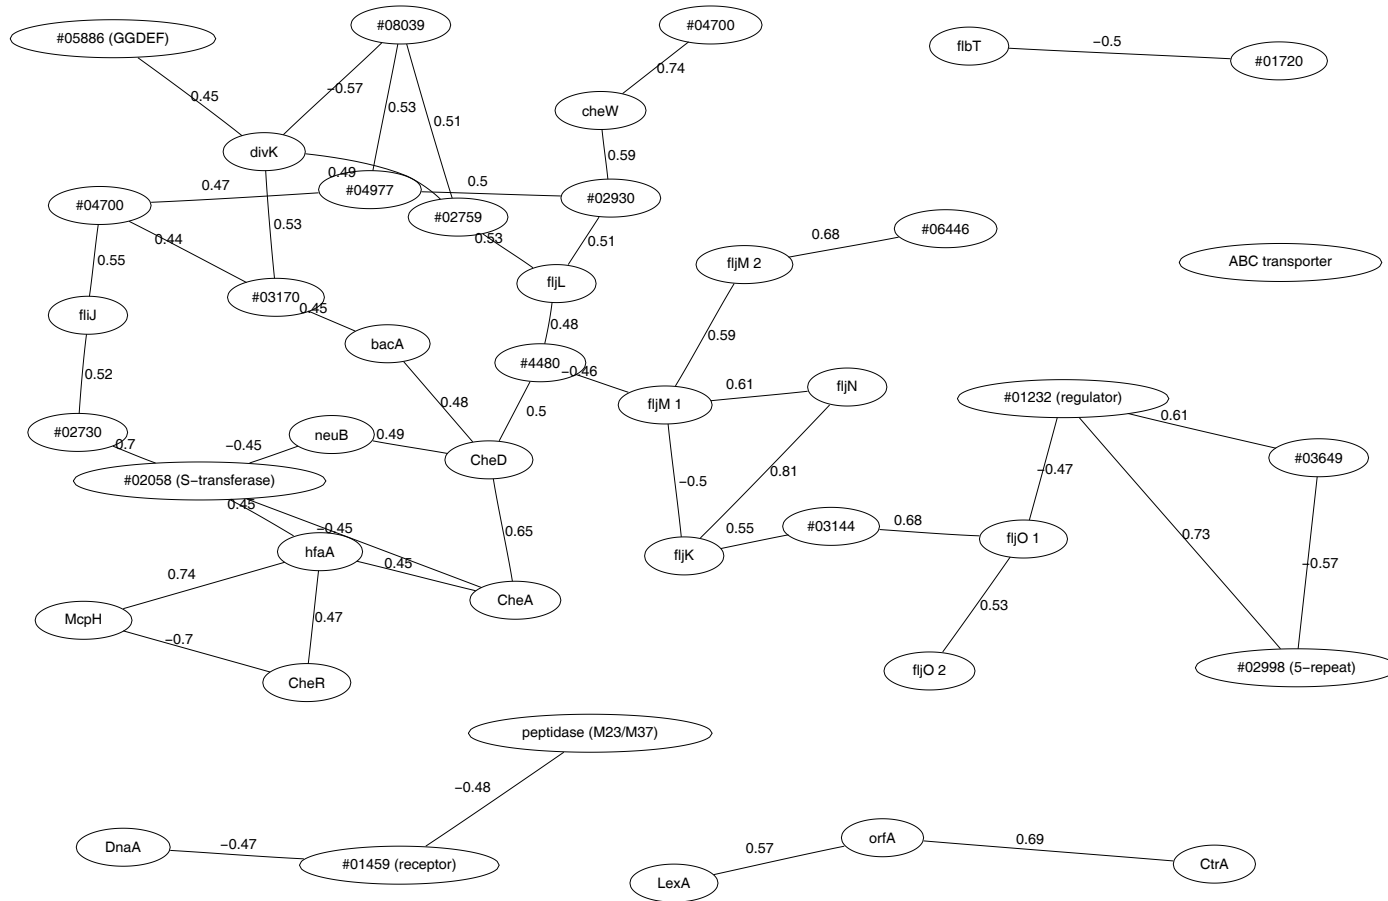 #05886 (GGDEF)
#08039
#04700
flbT
−0.5
#01720
0.45
−0.57
0.53
0.51
0.74
cheW
divK
0.59
0.49
0.47
#04977
0.5
#02930
#04700
#02759
0.53
0.53
0.51
0.44
#06446
0.68
fljM 2
ABC transporter
0.55
fljL
#03170
0.45
fliJ
0.48
bacA
0.59
0.52
#4480
−0.46
fljM 1
0.61
fljN
#01232 (regulator)
0.61
0.48
0.5
#02730
0.7
−0.45
neuB
0.49
CheD
#03649
#02058 (S−transferase)
−0.5
0.81
−0.47
0.45
−0.45
0.65
0.55
#03144
0.68
fljO 1
0.73
hfaA
0.45
fljK
−0.57
0.74
CheA
0.53
McpH
0.47
−0.7
CheR
fljO 2
#02998 (5−repeat)
peptidase (M23/M37)
−0.48
DnaA
−0.47
#01459 (receptor)
orfA
0.57
0.69
LexA
CtrA